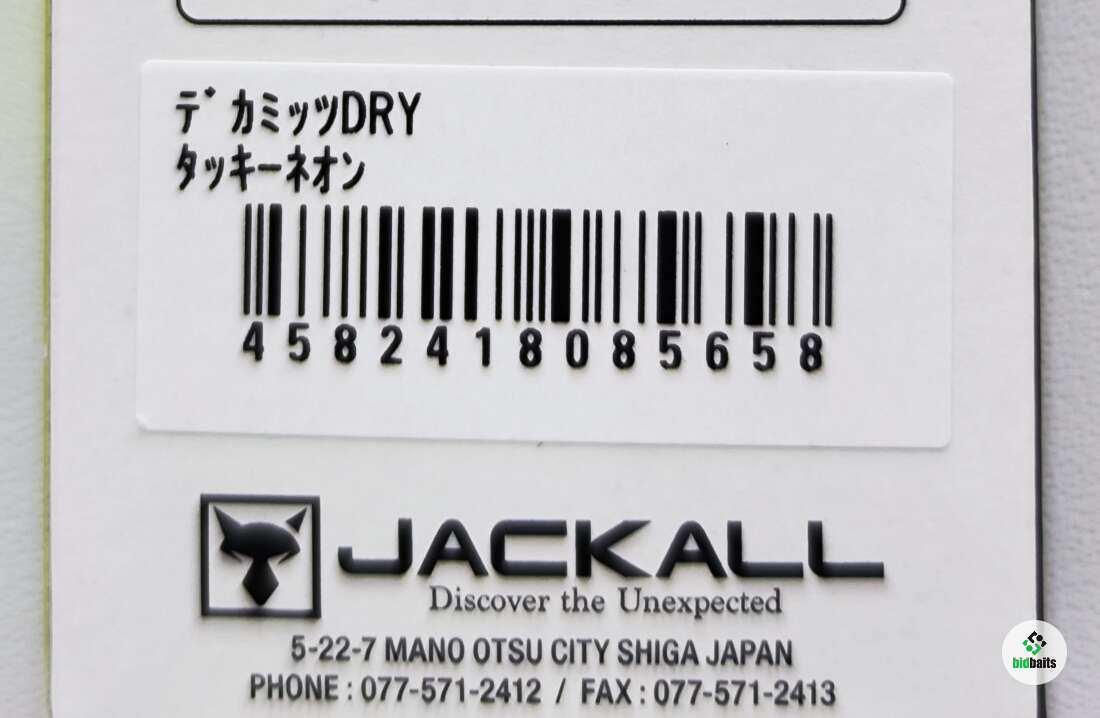 ﾃﾞｶﾐｯﾂDRY
ﾀｯｷｰﾈｵﾝ
4582418085658
JACKALL
Discover the Unexpected
5-22-7 MANO OTSU CITY SHIGA JAPAN
PHONE : 077-571-2412 / FAX : 077-571-2413
bidbaits